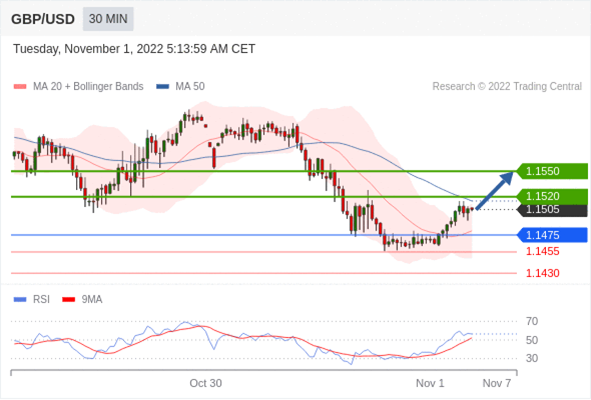 GBP/USD 30 MIN
Tuesday, November 1, 2022 5:13:59 AM CET
MA 20 + Bollinger Bands MA 50 Research © 2022 Trading Central
1.1550
1.1520
1.1505
1.1475
1.1455
1.1430
RSI 9MA
70
50
30
Oct 30 Nov 1 Nov 7